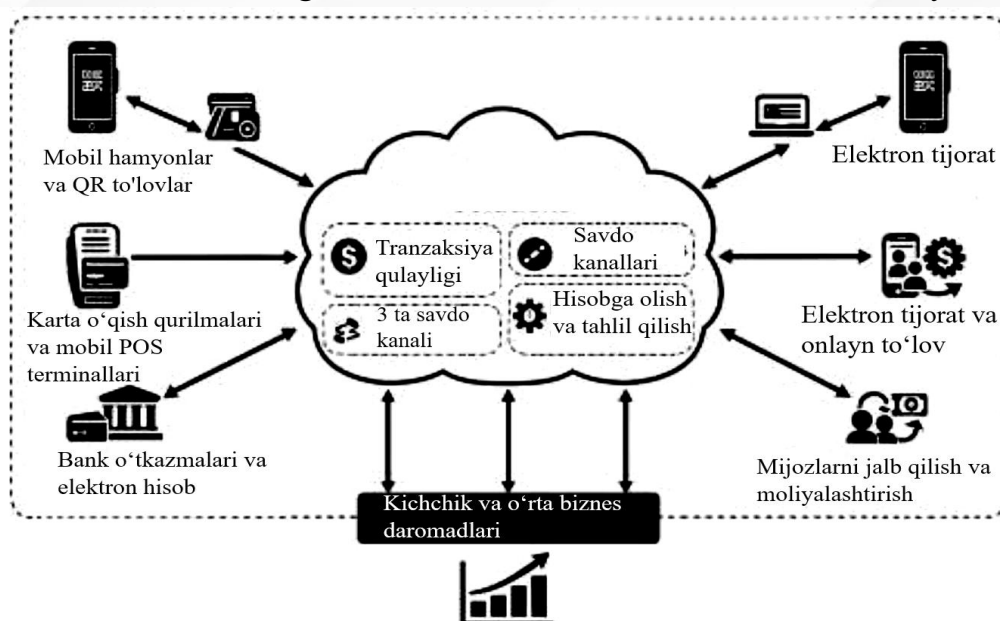 Mobil hamyonlar
va QR to'lovlar
Elektron tijorat
Tranzaksiya
qulayligi
Savdo
kanallari
3 ta savdo
kanali
Hisobga olish
va tahlil qilish
Karta o‘qish qurilmalari
va mobil POS
terminallari
Elektron tijorat va
onlayn to‘lov
Bank o‘tkazmalari va
elektron hisob
Mijozlarni jalb qilish va
moliyalashtirish
Kichchik va o‘rta biznes
daromadlari